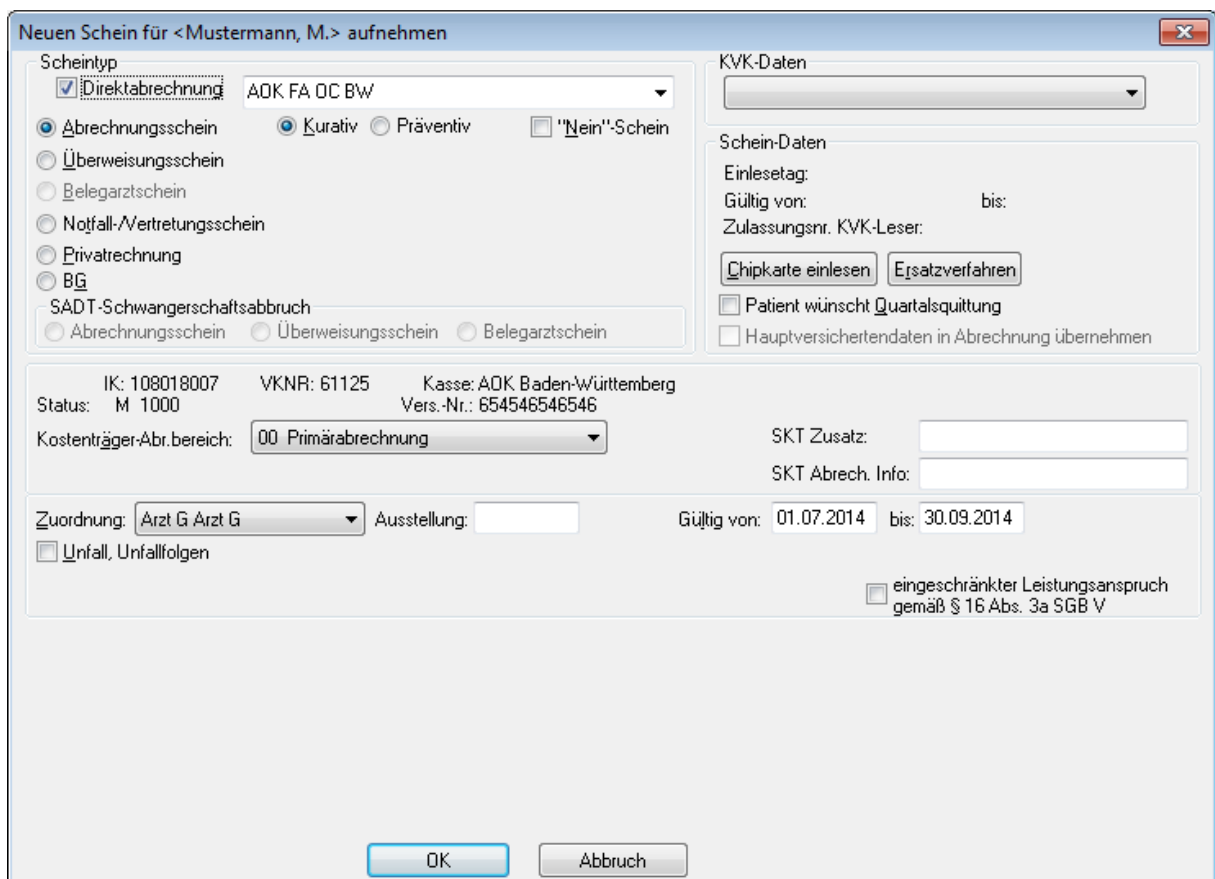 Neuen Schein für <Mustermann, M.> aufnehmen
Scheintyp
Direktabrechnung AOK FA OC BW
Abrechnungsschein Kurativ Präventiv "Nein"-Schein
Überweisungsschein
Belegarztschein
Notfall-/Vertretungsschein
Privatrechnung
BG
SADT-Schwangerschaftsabbruch
Abrechnungsschein Überweisungsschein Belegarztschein
KVK-Daten
Schein-Daten
Einlesetag:
Gültig von: bis:
Zulassungsnr. KVK-Leser:
Chipkarte einlesen Ersatzverfahren
Patient wünscht Quartalsquittung
Hauptversichertendaten in Abrechnung übernehmen
IK: 108018007 VKNR: 61125 Kasse: AOK Baden-Württemberg
Status: M 1000 Vers.-Nr.: 654546546546
Kostenträger-Abr.bereich: 00 Primärabrechnung SKT Zusatz:
SKT Abrech. Info:
Zuordnung: Arzt G Arzt G Ausstellung: Gültig von: 01.07.2014 bis: 30.09.2014
Unfall, Unfallfolgen
eingeschränkter Leistungsanspruch
gemäß § 16 Abs. 3a SGB V
OK Abbruch